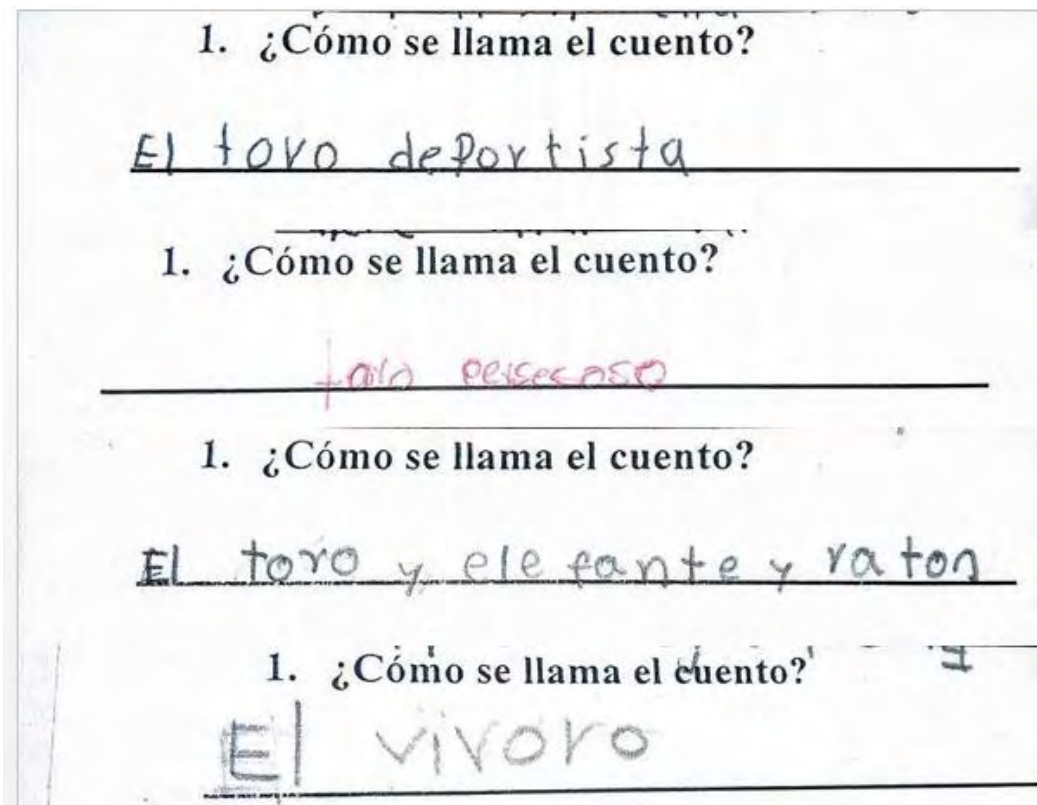 1. ¿Cómo se llama el cuento?
El toro deportista
1. ¿Cómo se llama el cuento?
1. ¿Cómo se llama el cuento?
El toro y elefante y raton
1. ¿Cómo se llama el cuento?
El vivoro